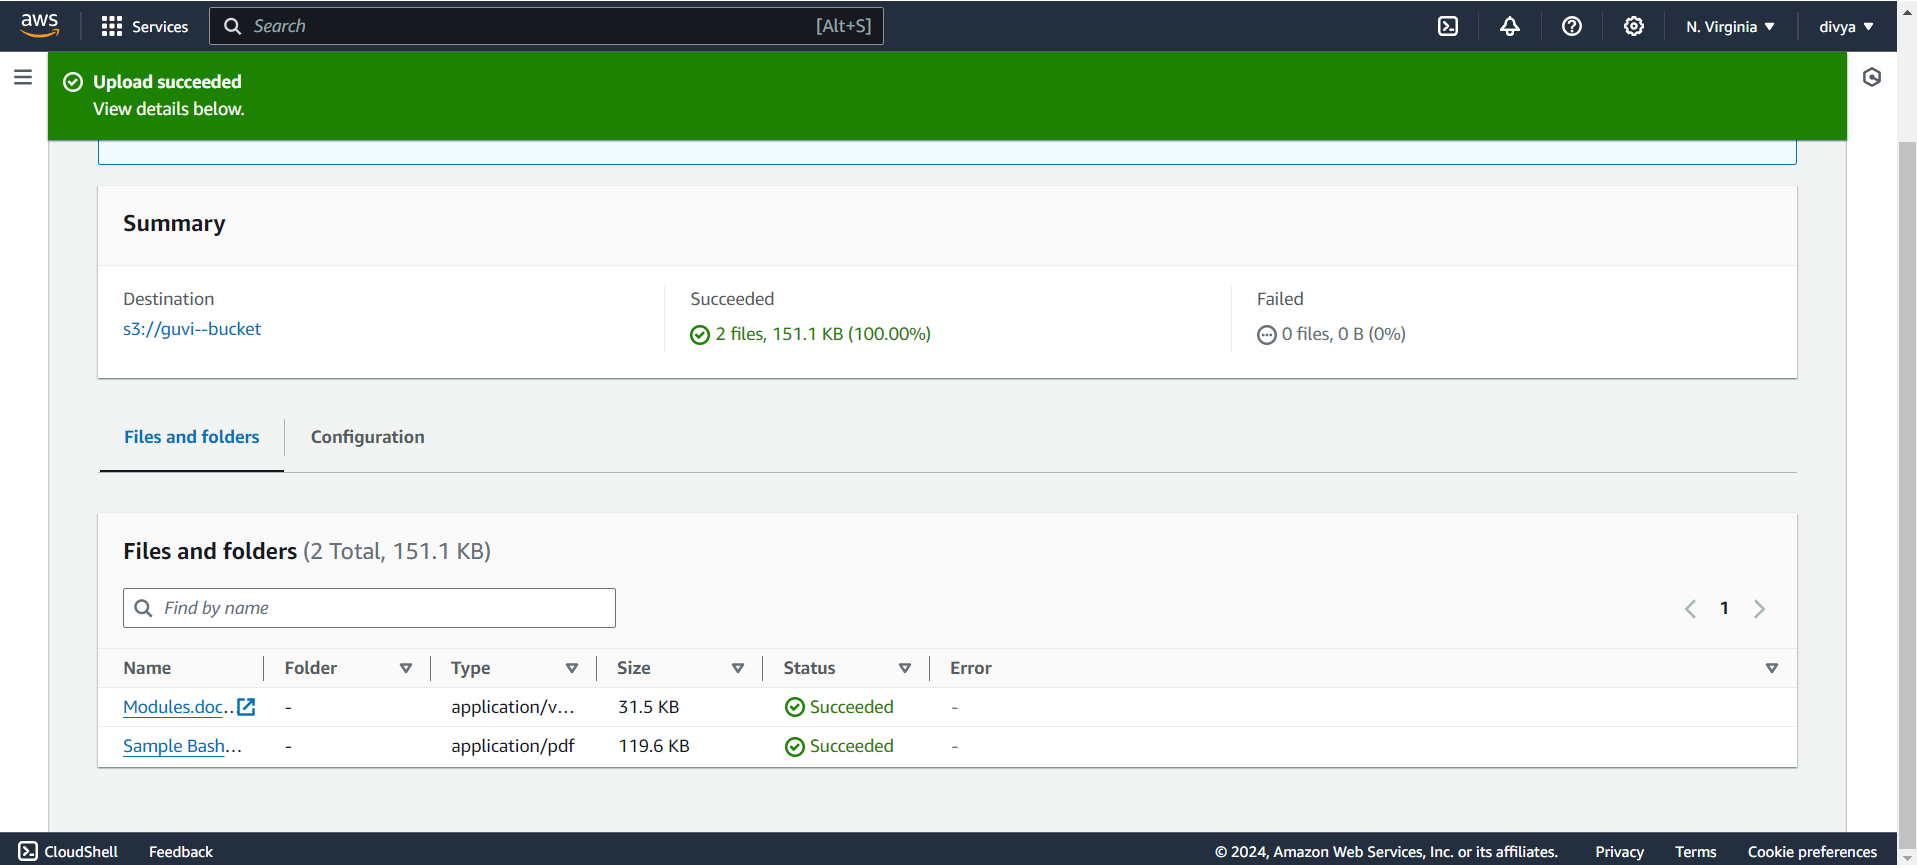 aws Services Search [Alt+S] N. Virginia divya
Upload succeeded
View details below.
Summary
Destination Succeeded Failed
s3://guvi--bucket 2 files, 151.1 KB (100.00%) 0 files, 0 B (0%)
Files and folders Configuration
Files and folders (2 Total, 151.1 KB)
Find by name 1
Name Folder Type Size Status Error
Modules.doc... - application/v... 31.5 KB Succeeded -
Sample Bash... - application/pdf 119.6 KB Succeeded -
CloudShell Feedback © 2024, Amazon Web Services, Inc. or its affiliates. Privacy Terms Cookie preferences